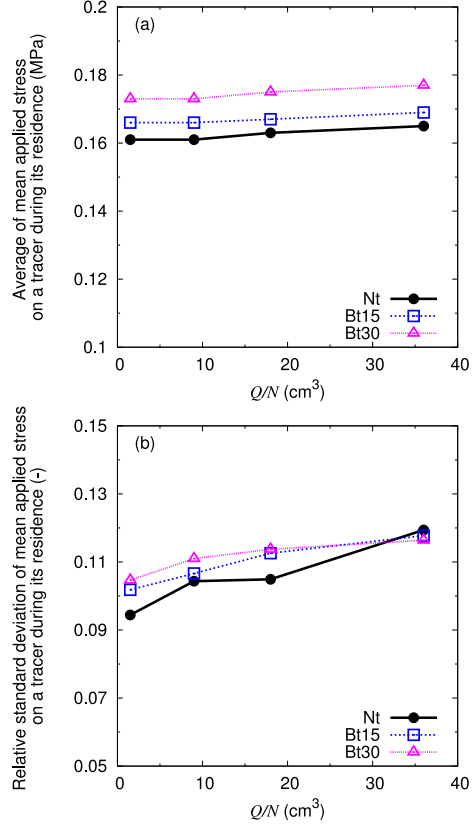 Average of mean applied stress
on a tracer during its residence (MPa)
0.2
0.18
0.16
0.14
0.12
0.1
(a)
Nt
Bt15
Bt30
0
10
20
30
40
Q/N (cm³)
Relative standard deviation of mean applied stress
on a tracer during its residence (-)
0.15
0.13
0.11
0.09
0.07
0.05
(b)
Nt
Bt15
Bt30
0
10
20
30
40
Q/N (cm³)